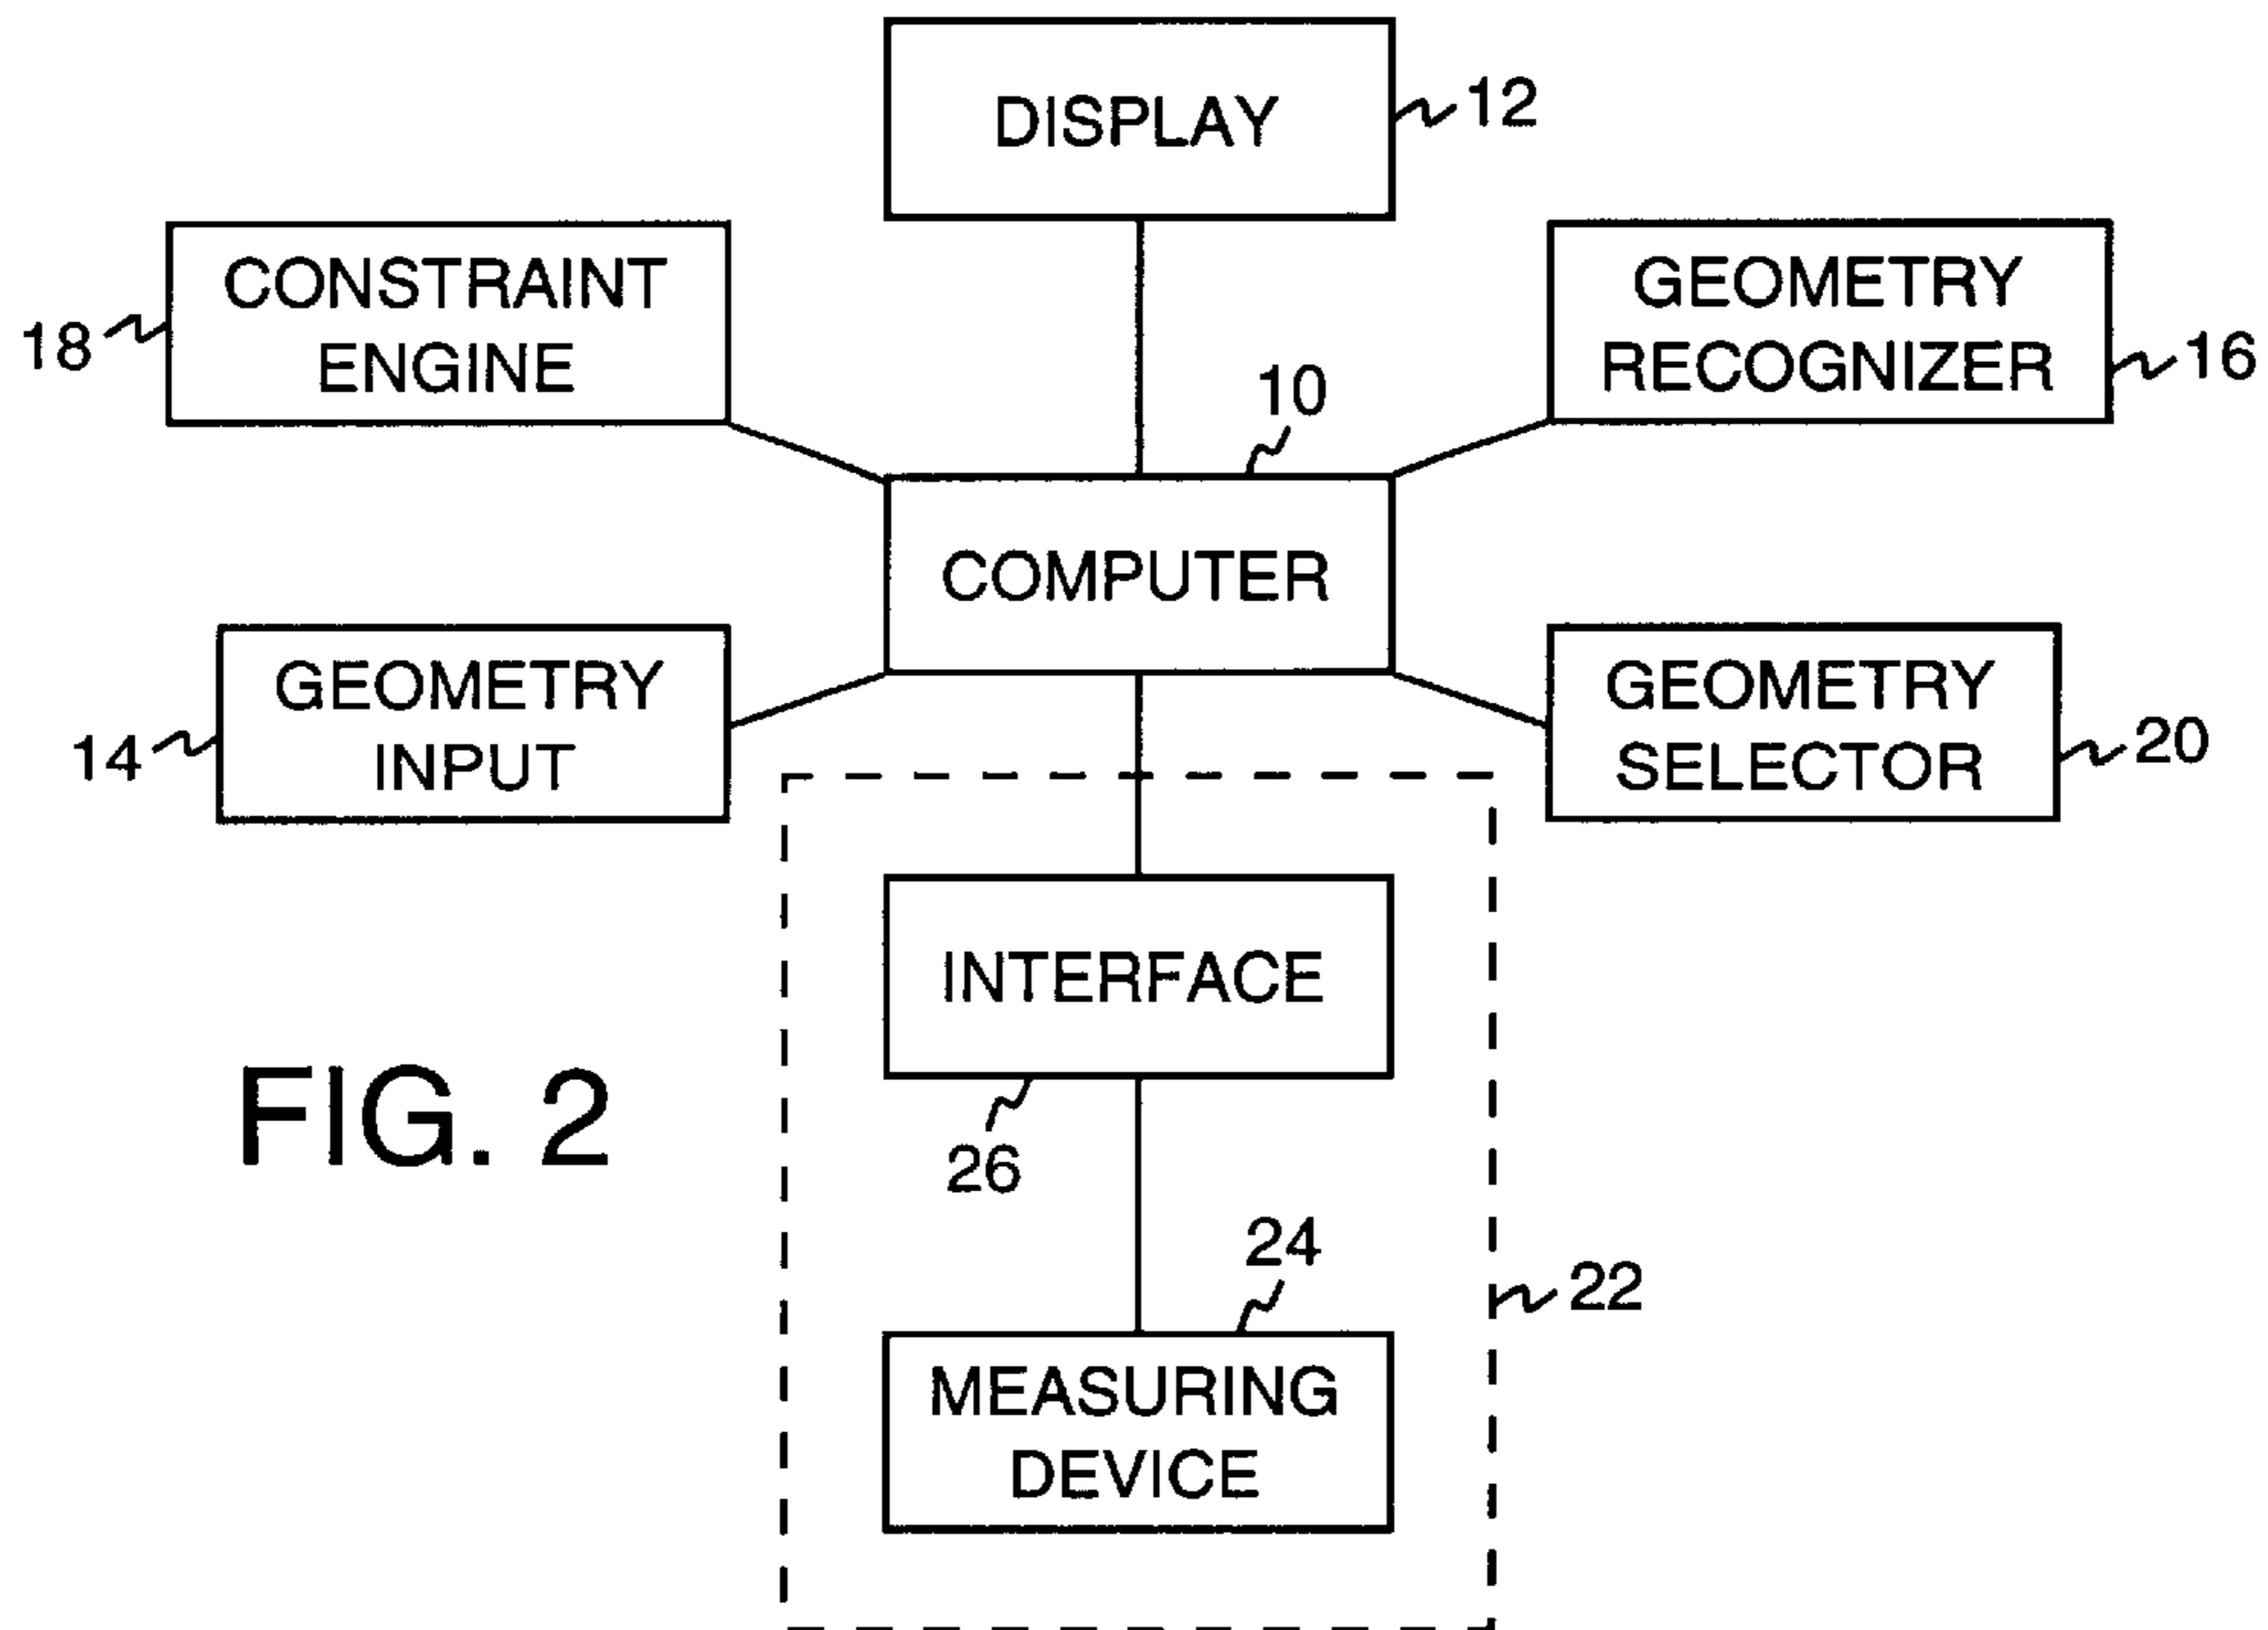 DISPLAY
12
CONSTRAINT
ENGINE
18
GEOMETRY
RECOGNIZER
16
10
COMPUTER
GEOMETRY
INPUT
14
GEOMETRY
SELECTOR
20
INTERFACE
26
FIG. 2
24
22
MEASURING
DEVICE